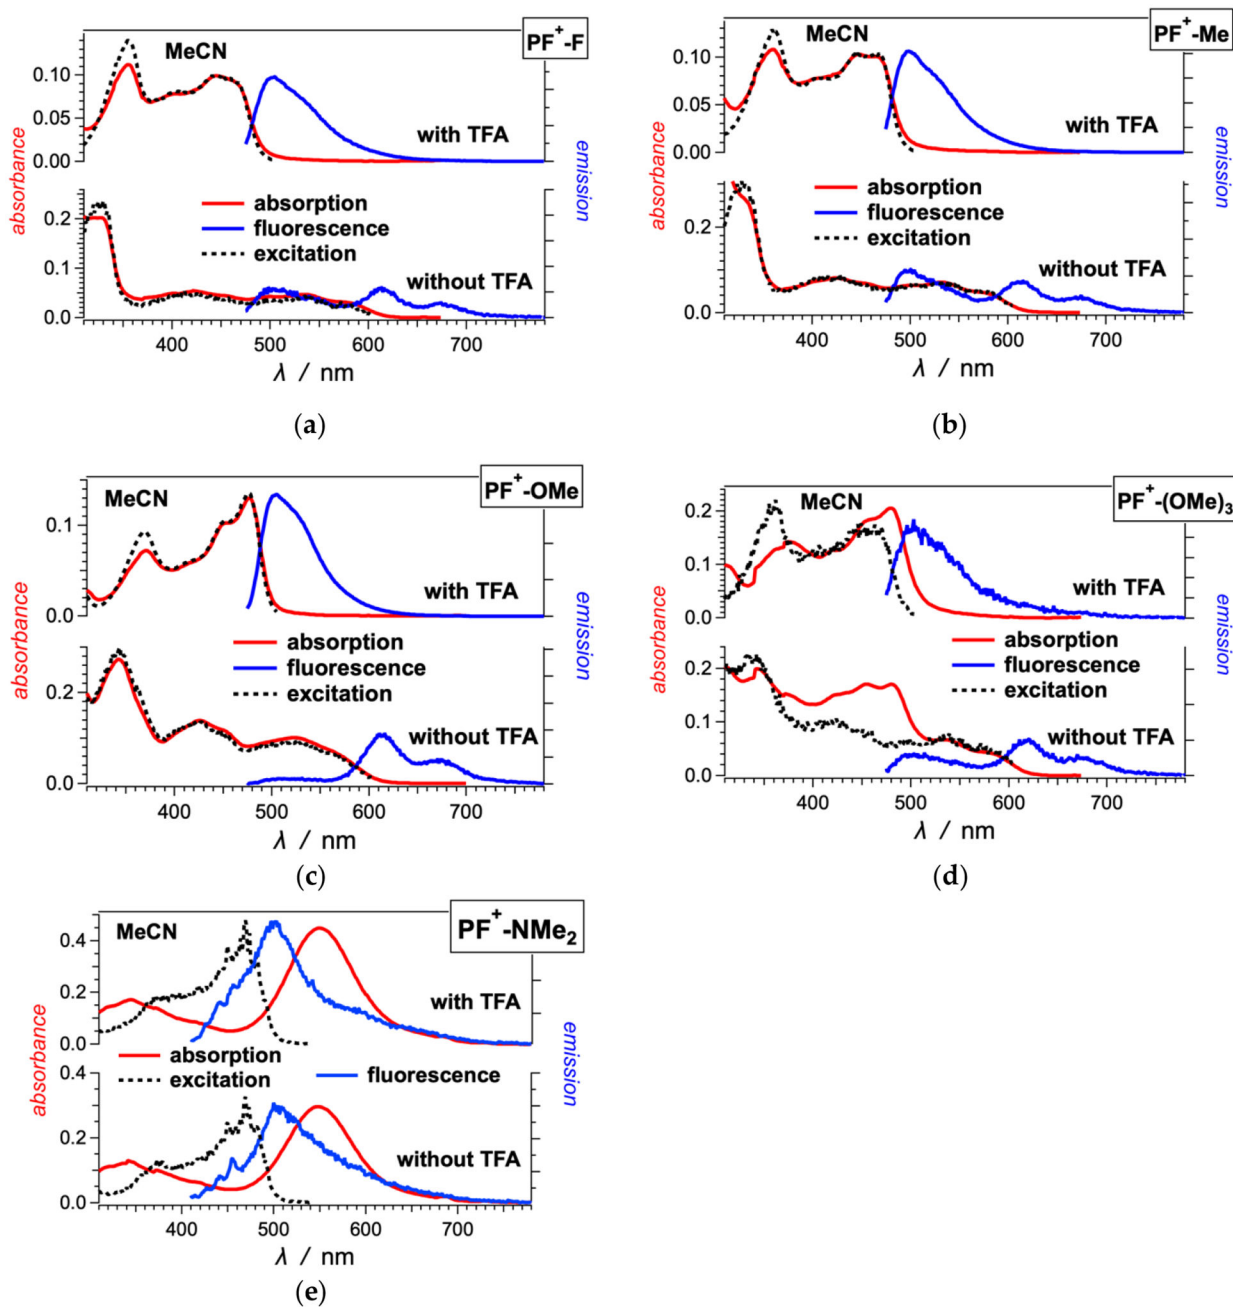 PF⁺-F
MeCN
0.10
0.05
0.00
with TFA
absorbance
emission
absorption
fluorescence
excitation
0.2
0.1
0.0
without TFA
400 500 600 700
λ / nm
(a)
PF⁺-Me
MeCN
0.10
0.05
0.00
with TFA
absorbance
emission
absorption
fluorescence
excitation
0.2
0.0
without TFA
400 500 600 700
λ / nm
(b)
PF⁺-OMe
MeCN
0.1
0.0
with TFA
absorbance
emission
absorption
fluorescence
excitation
0.2
0.0
without TFA
400 500 600 700
λ / nm
(c)
PF⁺-(OMe)₃
MeCN
0.2
0.1
0.0
with TFA
absorbance
emission
absorption
fluorescence
excitation
0.2
0.1
0.0
without TFA
400 500 600 700
λ / nm
(d)
PF⁺-NMe₂
MeCN
0.4
0.2
0.0
with TFA
absorbance
emission
absorption
excitation
fluorescence
0.4
0.2
0.0
without TFA
400 500 600 700
λ / nm
(e)